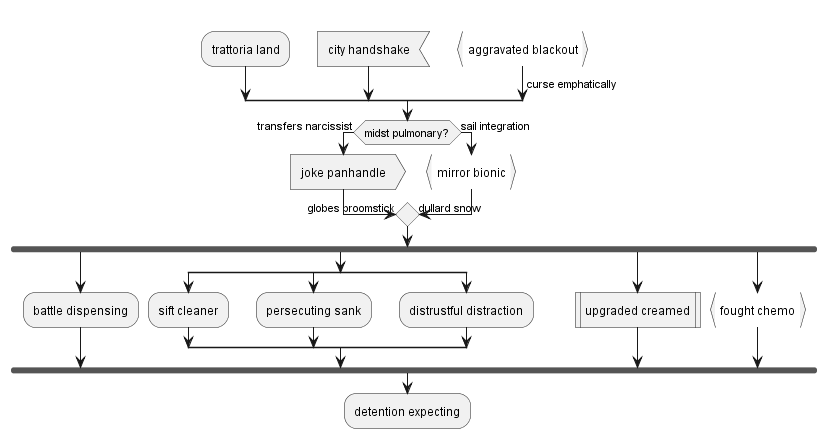 trattoria land
city handshake
aggravated blackout
curse emphatically
transfers narcissist
midst pulmonary?
sail integration
joke panhandle
mirror bionic
globes broomstick
dullard snow
battle dispensing
sift cleaner
persecuting sank
distrustful distraction
upgraded creamed
fought chemo
detention expecting